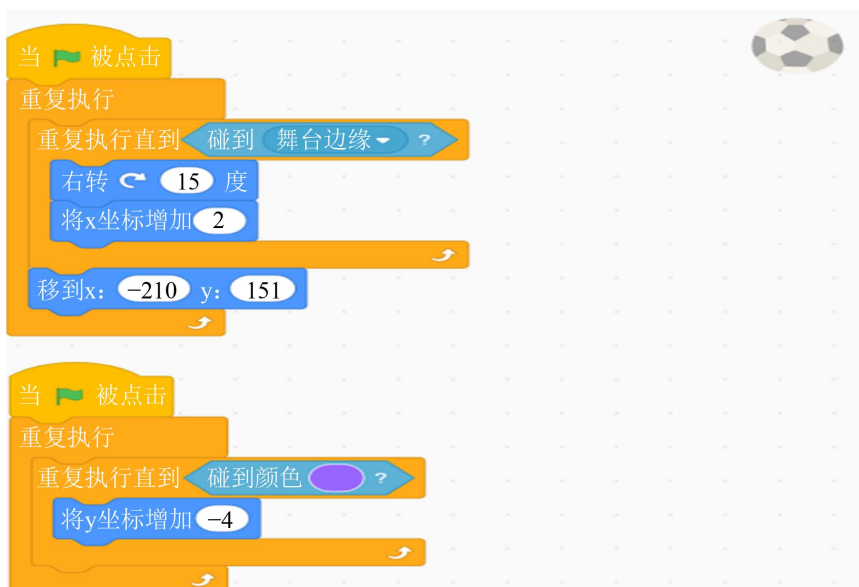 当 被点击
重复执行
重复执行直到 碰到 舞台边缘 ?
右转 15 度
将x坐标增加 2
移到x: -210 y: 151
当 被点击
重复执行
重复执行直到 碰到颜色 ?
将y坐标增加 -4